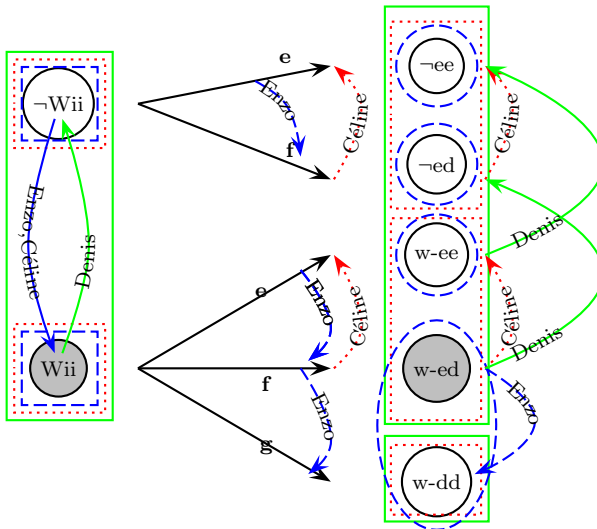 ¬Wii
Enzo,Céline
Denis
Wii
e
Enzo
f
Céline
e
Enzo
Céline
f
Enzo
g
¬ee
¬ed
w-ee
w-ed
w-dd
Céline
Denis
Céline
Denis
Enzo